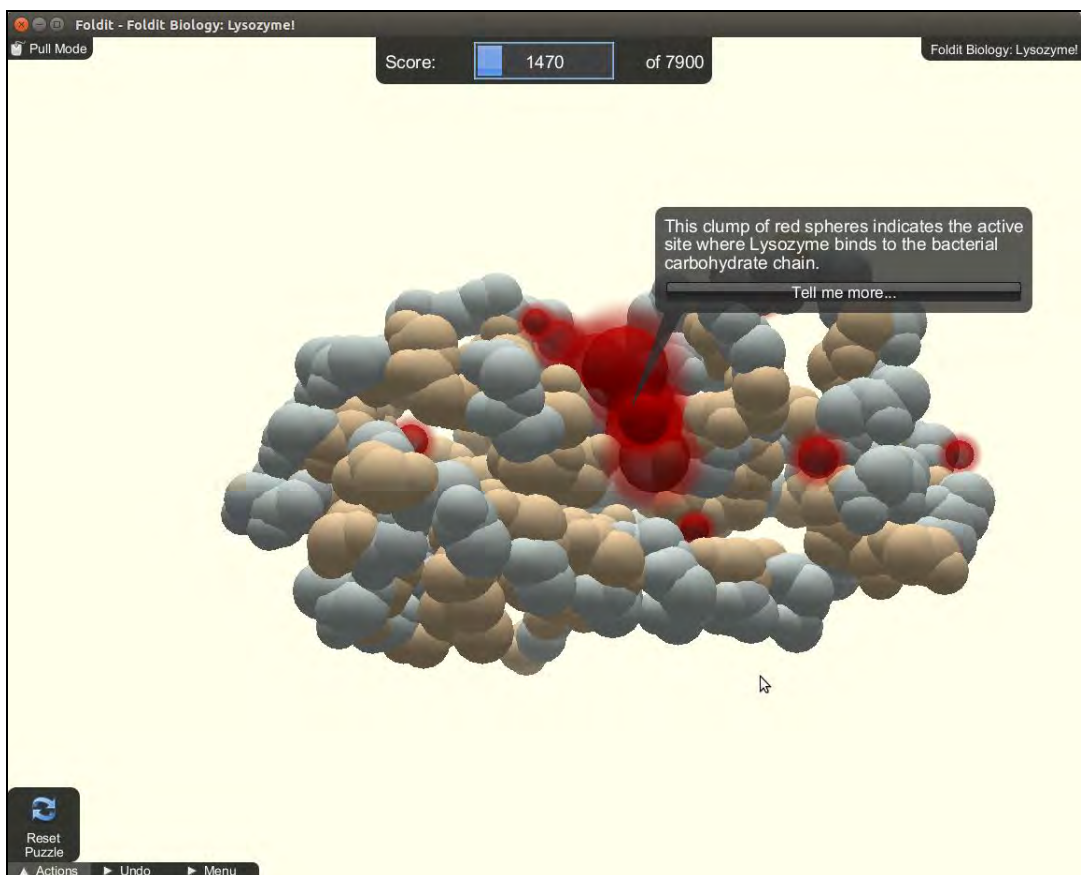 Foldit - Foldit Biology: Lysozyme!
Pull Mode
Score: 1470 of 7900
Foldit Biology: Lysozyme!
This clump of red spheres indicates the active
site where Lysozyme binds to the bacterial
carbohydrate chain.
Tell me more...
Reset
Puzzle
Actions Undo Menu